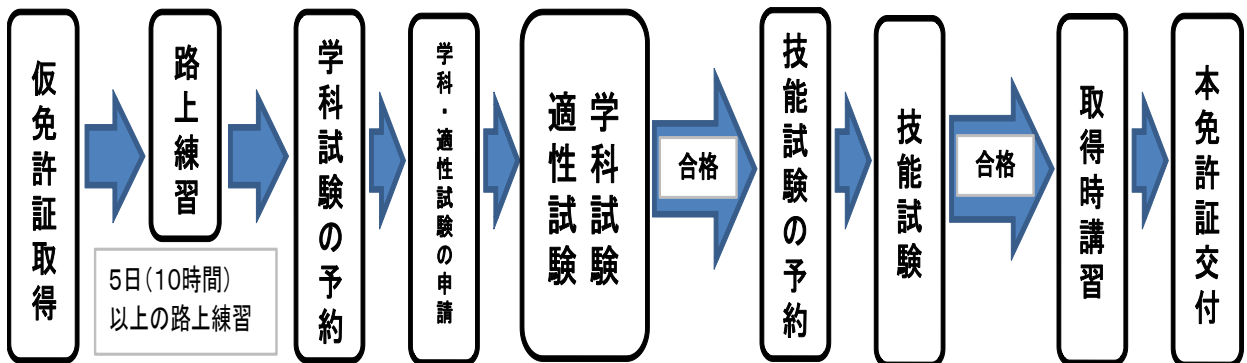 仮免許証取得
路上練習
5日(10時間)
以上の路上練習
学科試験の予約
学科・適性試験の申請
学科試験
適性試験
合格
技能試験の予約
技能試験
合格
取得時講習
本免許証交付